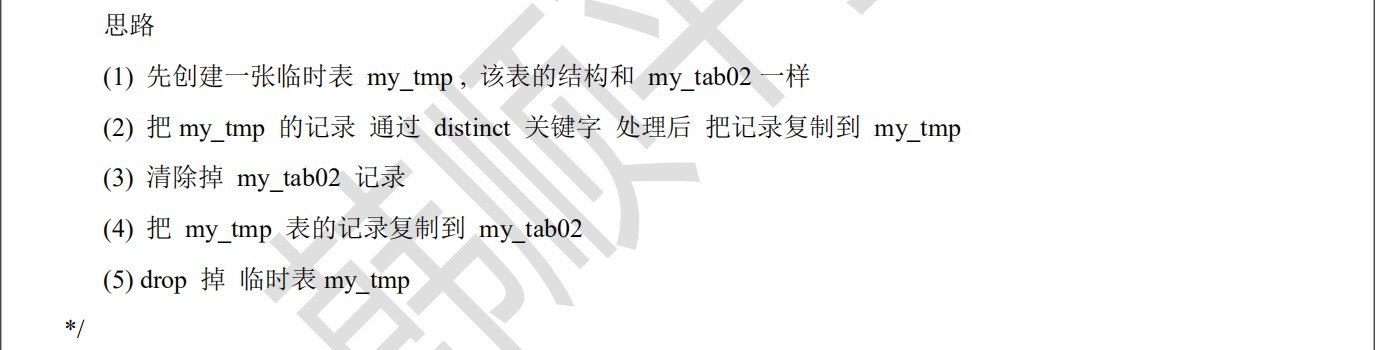 思路
(1) 先创建一张临时表 my_tmp , 该表的结构和 my_tab02 一样
(2) 把 my_tmp 的记录 通过 distinct 关键字 处理后 把记录复制到 my_tmp
(3) 清除掉 my_tab02 记录
(4) 把 my_tmp 表的记录复制到 my_tab02
(5) drop 掉 临时表 my_tmp
*/
韩顺平